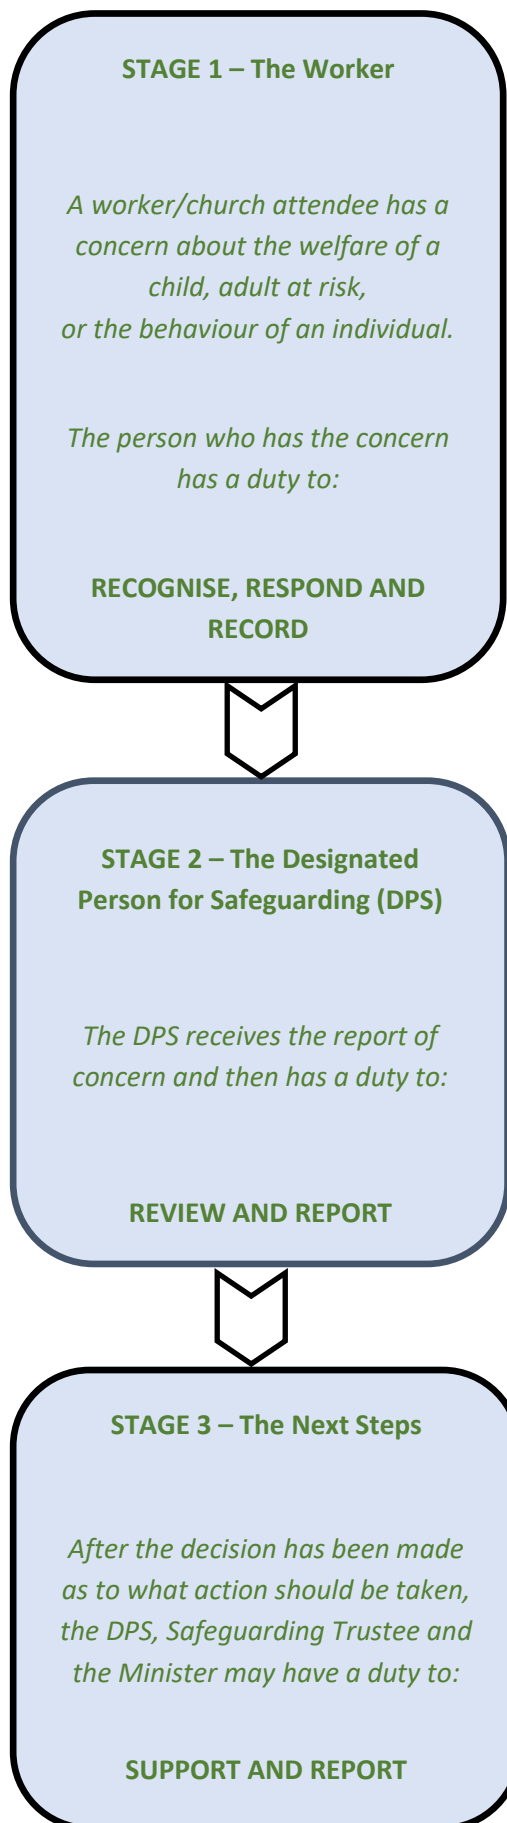 STAGE 1 – The Worker
A worker/church attendee has a
concern about the welfare of a
child, adult at risk,
or the behaviour of an individual.
The person who has the concern
has a duty to:
RECOGNISE, RESPOND AND
RECORD
STAGE 2 – The Designated
Person for Safeguarding (DPS)
The DPS receives the report of
concern and then has a duty to:
REVIEW AND REPORT
STAGE 3 – The Next Steps
After the decision has been made
as to what action should be taken,
the DPS, Safeguarding Trustee and
the Minister may have a duty to:
SUPPORT AND REPORT